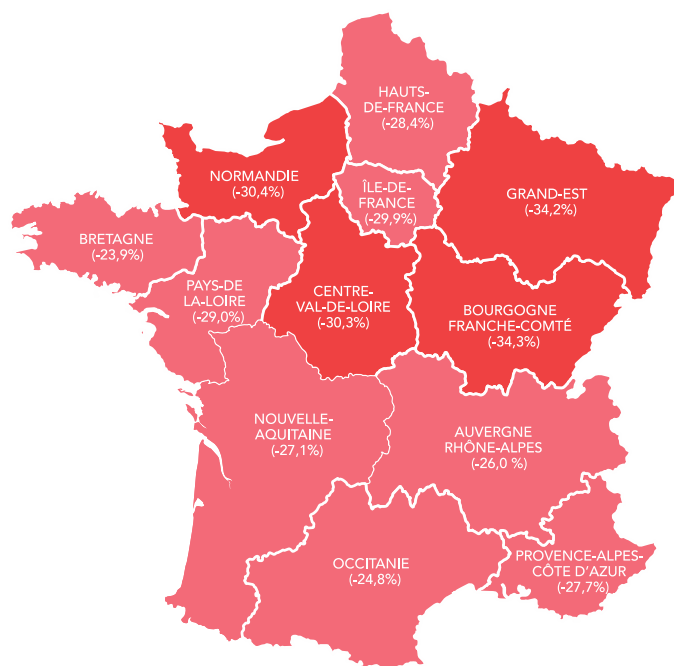 HAUTS-
DE-FRANCE
(-28,4%)
NORMANDIE
(-30,4%)
ÎLE-DE-
FRANCE
(-29,9%)
GRAND-EST
(-34,2%)
BRETAGNE
(-23,9%)
PAYS-DE
LA-LOIRE
(-29,0%)
CENTRE-
VAL-DE-LOIRE
(-30,3%)
BOURGOGNE
FRANCHE-COMTÉ
(-34,3%)
NOUVELLE-
AQUITAINE
(-27,1%)
AUVERGNE
RHÔNE-ALPES
(-26,0 %)
OCCITANIE
(-24,8%)
PROVENCE-ALPES-
CÔTE D'AZUR
(-27,7%)